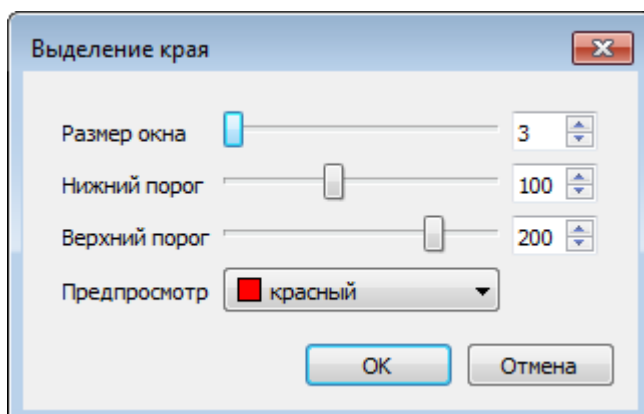 Выделение края
Размер окна 3
Нижний порог 100
Верхний порог 200
Предпросмотр красный
OK Отмена